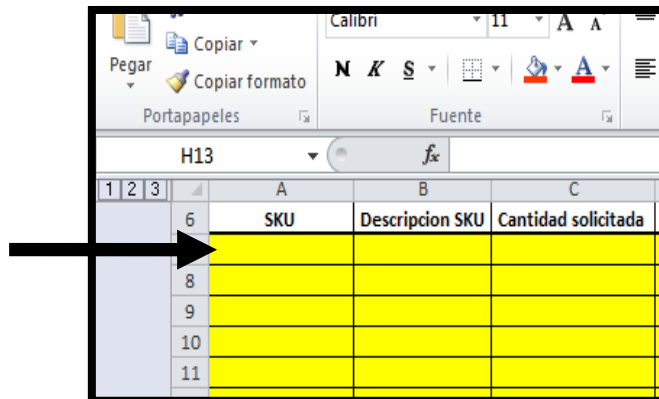 Calibri 11 A A
Copiar
Pegar
Copiar formato
N K S A
Portapapeles Fuente
H13 fx
1 2 3 A B C
6 SKU Descripcion SKU Cantidad solicitada
8
9
10
11